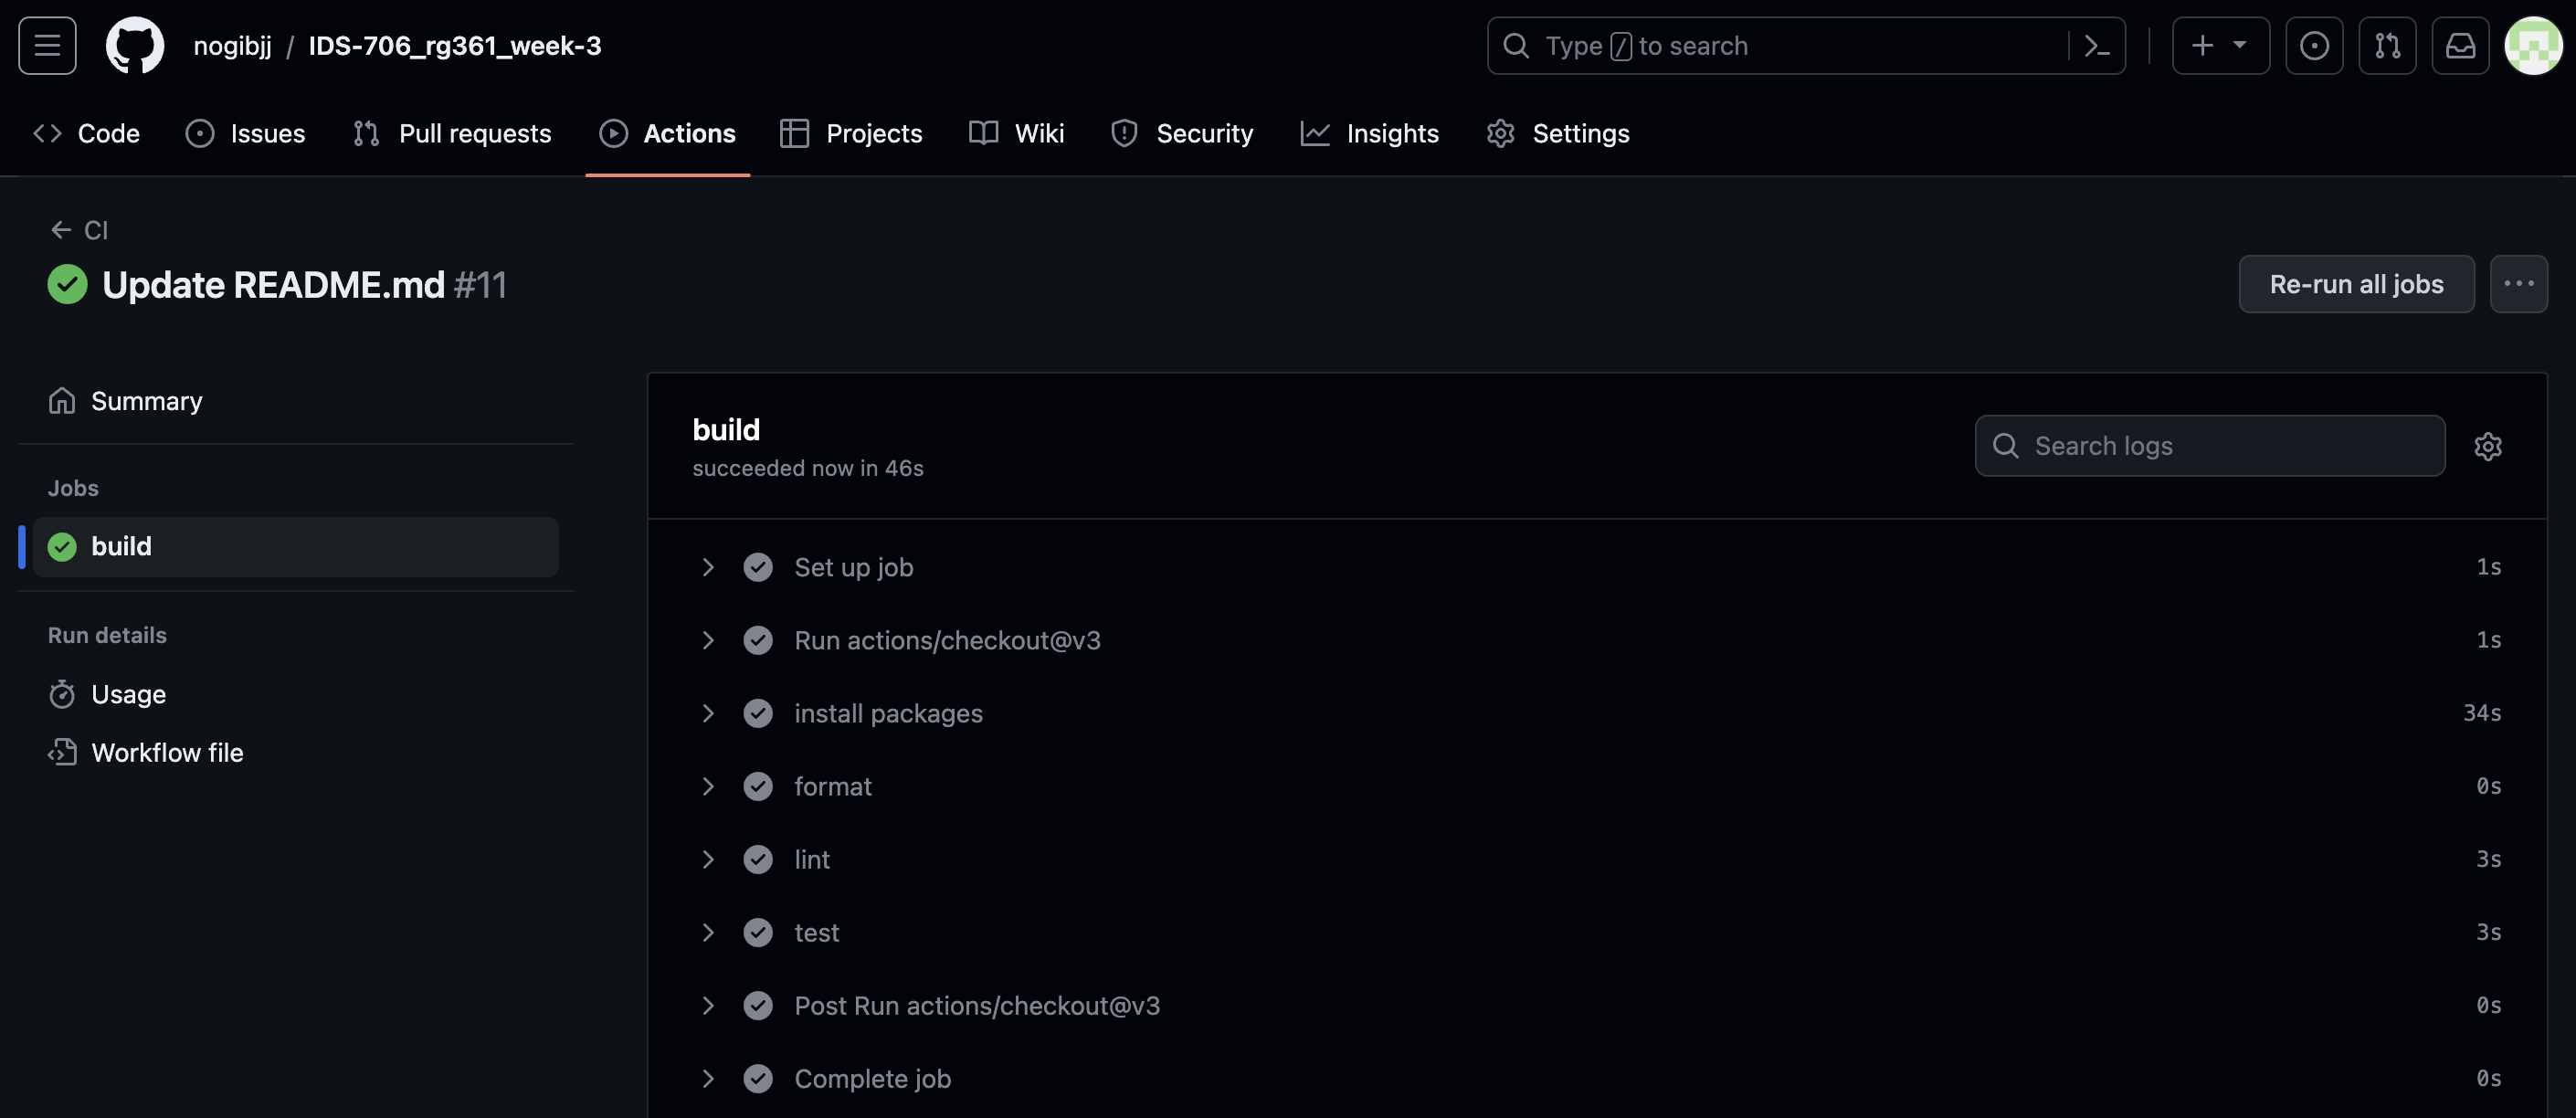 nogibjj / IDS-706_rg361_week-3
Type / to search
Code Issues Pull requests Actions Projects Wiki Security Insights Settings
CI
Update README.md #11
Re-run all jobs
Summary
Jobs
build
Run details
Usage
Workflow file
build
succeeded now in 46s
Search logs
Set up job 1s
Run actions/checkout@v3 1s
install packages 34s
format 0s
lint 3s
test 3s
Post Run actions/checkout@v3 0s
Complete job 0s